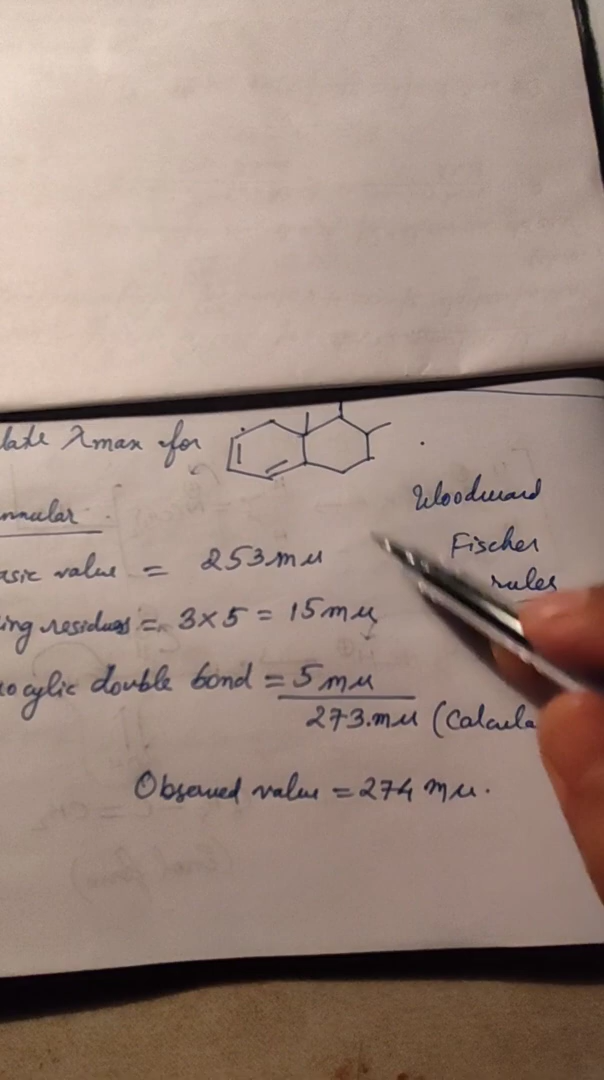 late λmax for .
nnular
asic value = 253 mμ
ing residues = 3×5 = 15 mμ
ocylic double bond = 5 mμ
273.mμ (Calcula
Observed value = 274 mμ.
Woodward
Fischer
rules